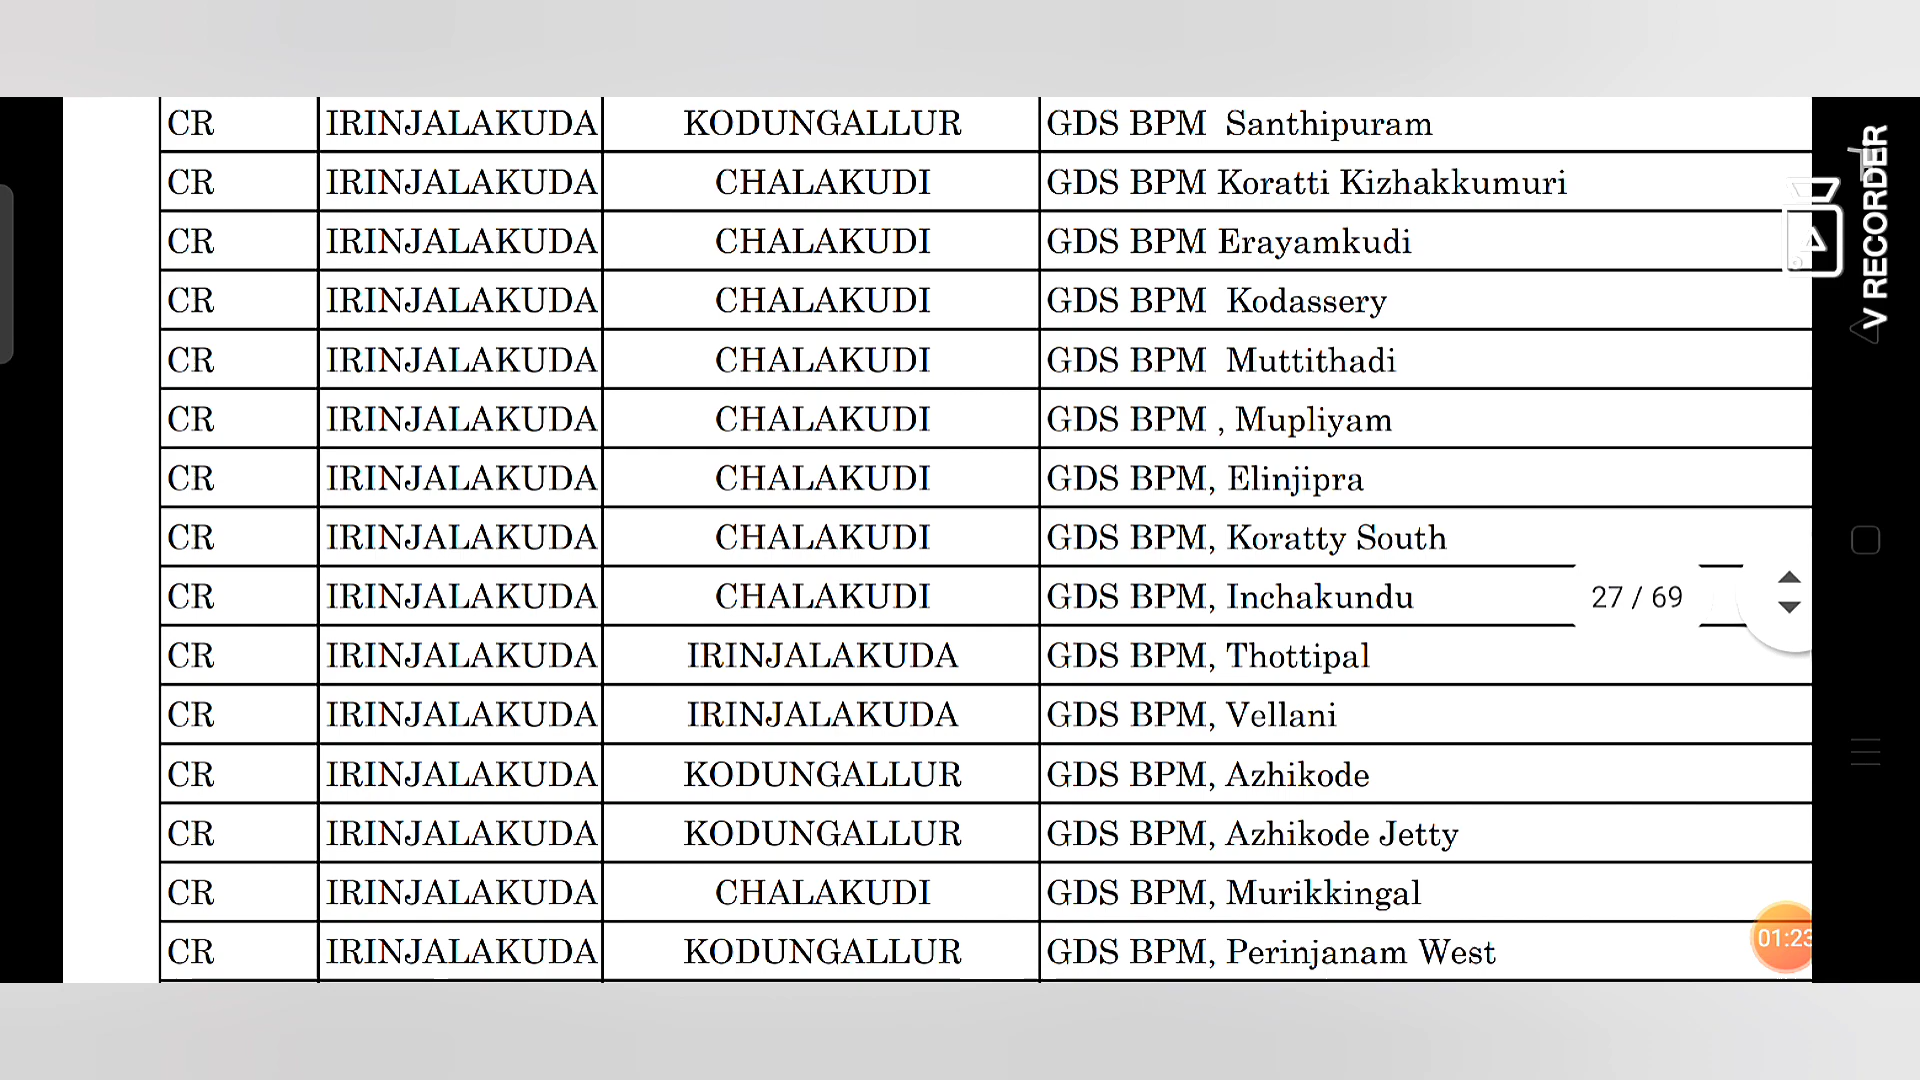 CR IRINJALAKUDA KODUNGALLUR GDS BPM Santhipuram
CR IRINJALAKUDA CHALAKUDI GDS BPM Koratti Kizhakkumuri
CR IRINJALAKUDA CHALAKUDI GDS BPM Erayamkudi
CR IRINJALAKUDA CHALAKUDI GDS BPM Kodassery
CR IRINJALAKUDA CHALAKUDI GDS BPM Muttithadi
CR IRINJALAKUDA CHALAKUDI GDS BPM , Mupliyam
CR IRINJALAKUDA CHALAKUDI GDS BPM, Elinjipra
CR IRINJALAKUDA CHALAKUDI GDS BPM, Koratty South
CR IRINJALAKUDA CHALAKUDI GDS BPM, Inchakundu
27 / 69
CR IRINJALAKUDA IRINJALAKUDA GDS BPM, Thottipal
CR IRINJALAKUDA IRINJALAKUDA GDS BPM, Vellani
CR IRINJALAKUDA KODUNGALLUR GDS BPM, Azhikode
CR IRINJALAKUDA KODUNGALLUR GDS BPM, Azhikode Jetty
CR IRINJALAKUDA CHALAKUDI GDS BPM, Murikkingal
CR IRINJALAKUDA KODUNGALLUR GDS BPM, Perinjanam West
01:23
V RECORDER